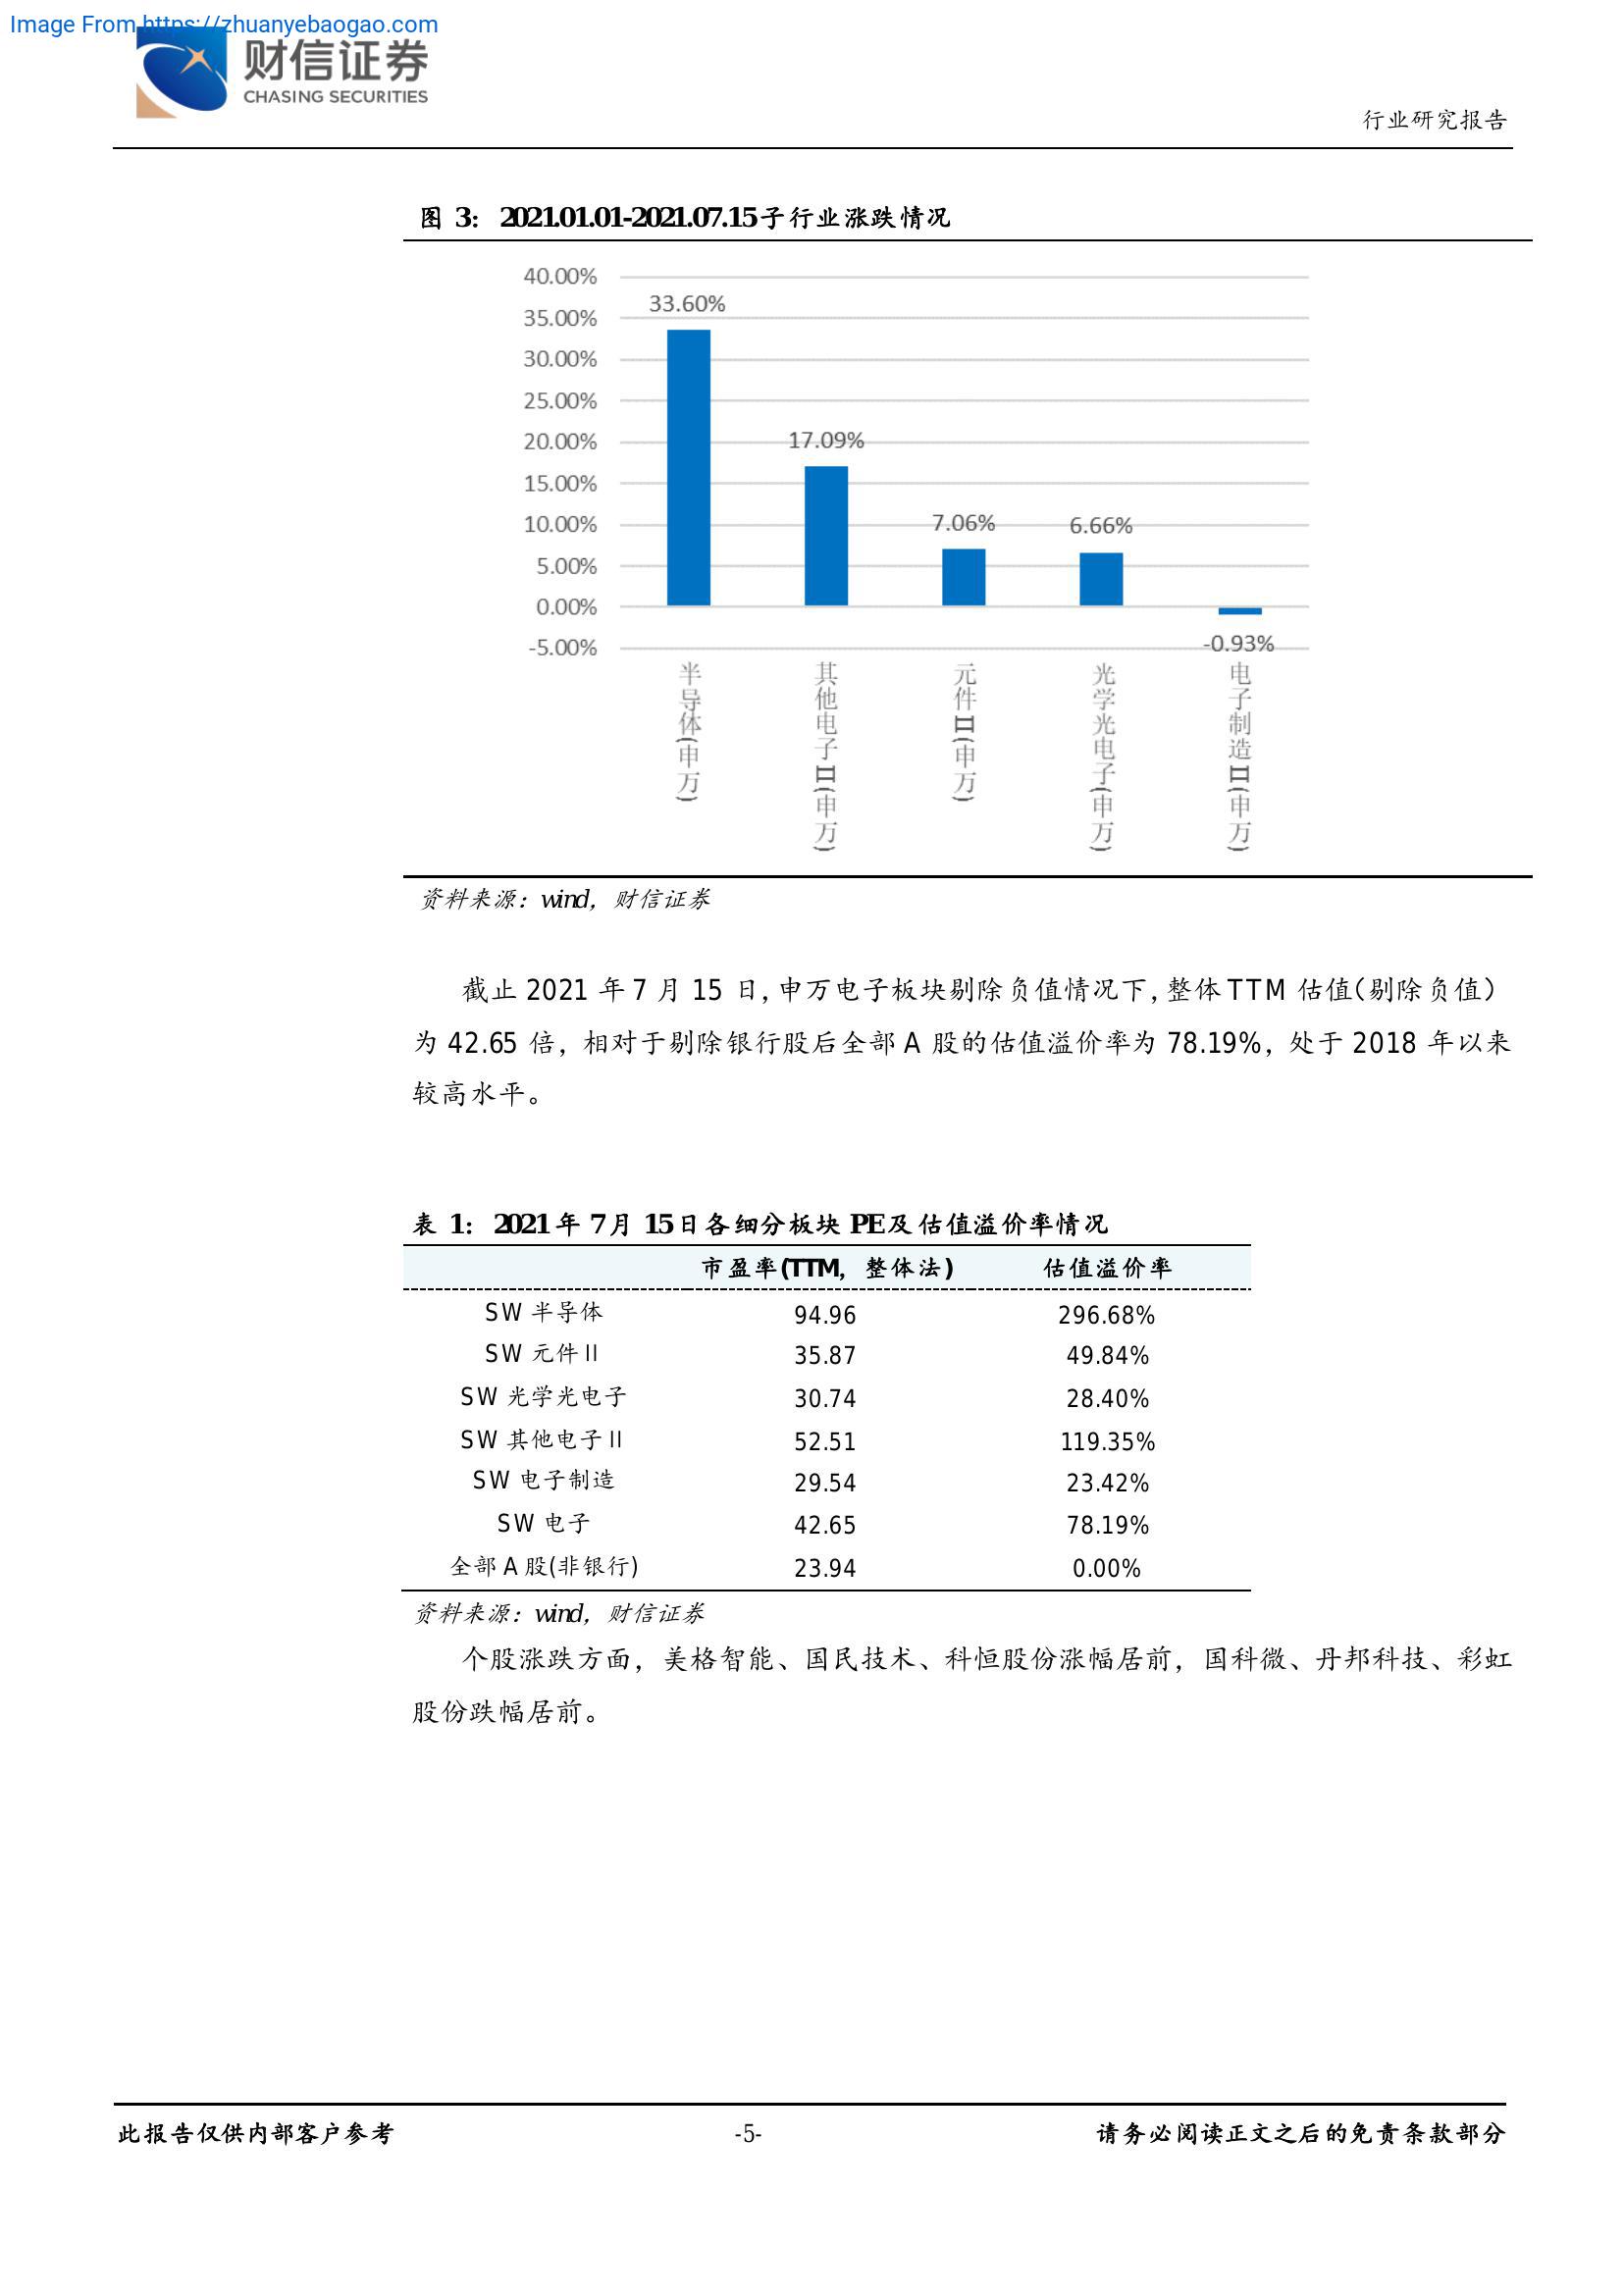 Image From https://zhuanyebaogao.com
财信证券
CHASING SECURITIES
行业研究报告
图 3：2021.01.01-2021.07.15子行业涨跌情况
40.00%
35.00%
30.00%
25.00%
20.00%
15.00%
10.00%
5.00%
0.00%
-5.00%
33.60%
17.09%
7.06%
6.66%
-0.93%
半导体(申万)
其他电子II(申万)
元件II(申万)
光学光电子(申万)
电子制造II(申万)
资料来源：wind，财信证券
截止 2021 年 7 月 15 日，申万电子板块剔除负值情况下，整体 TTM 估值（剔除负值）
为 42.65 倍，相对于剔除银行股后全部 A 股的估值溢价率为 78.19%，处于 2018 年以来
较高水平。
表 1：2021 年 7 月 15 日各细分板块 PE 及估值溢价率情况
市盈率(TTM，整体法) 估值溢价率
SW 半导体 94.96 296.68%
SW 元件Ⅱ 35.87 49.84%
SW 光学光电子 30.74 28.40%
SW 其他电子Ⅱ 52.51 119.35%
SW 电子制造 29.54 23.42%
SW 电子 42.65 78.19%
全部 A 股(非银行) 23.94 0.00%
资料来源：wind，财信证券
个股涨跌方面，美格智能、国民技术、科恒股份涨幅居前，国科微、丹邦科技、彩虹
股份跌幅居前。
此报告仅供内部客户参考 -5- 请务必阅读正文之后的免责条款部分